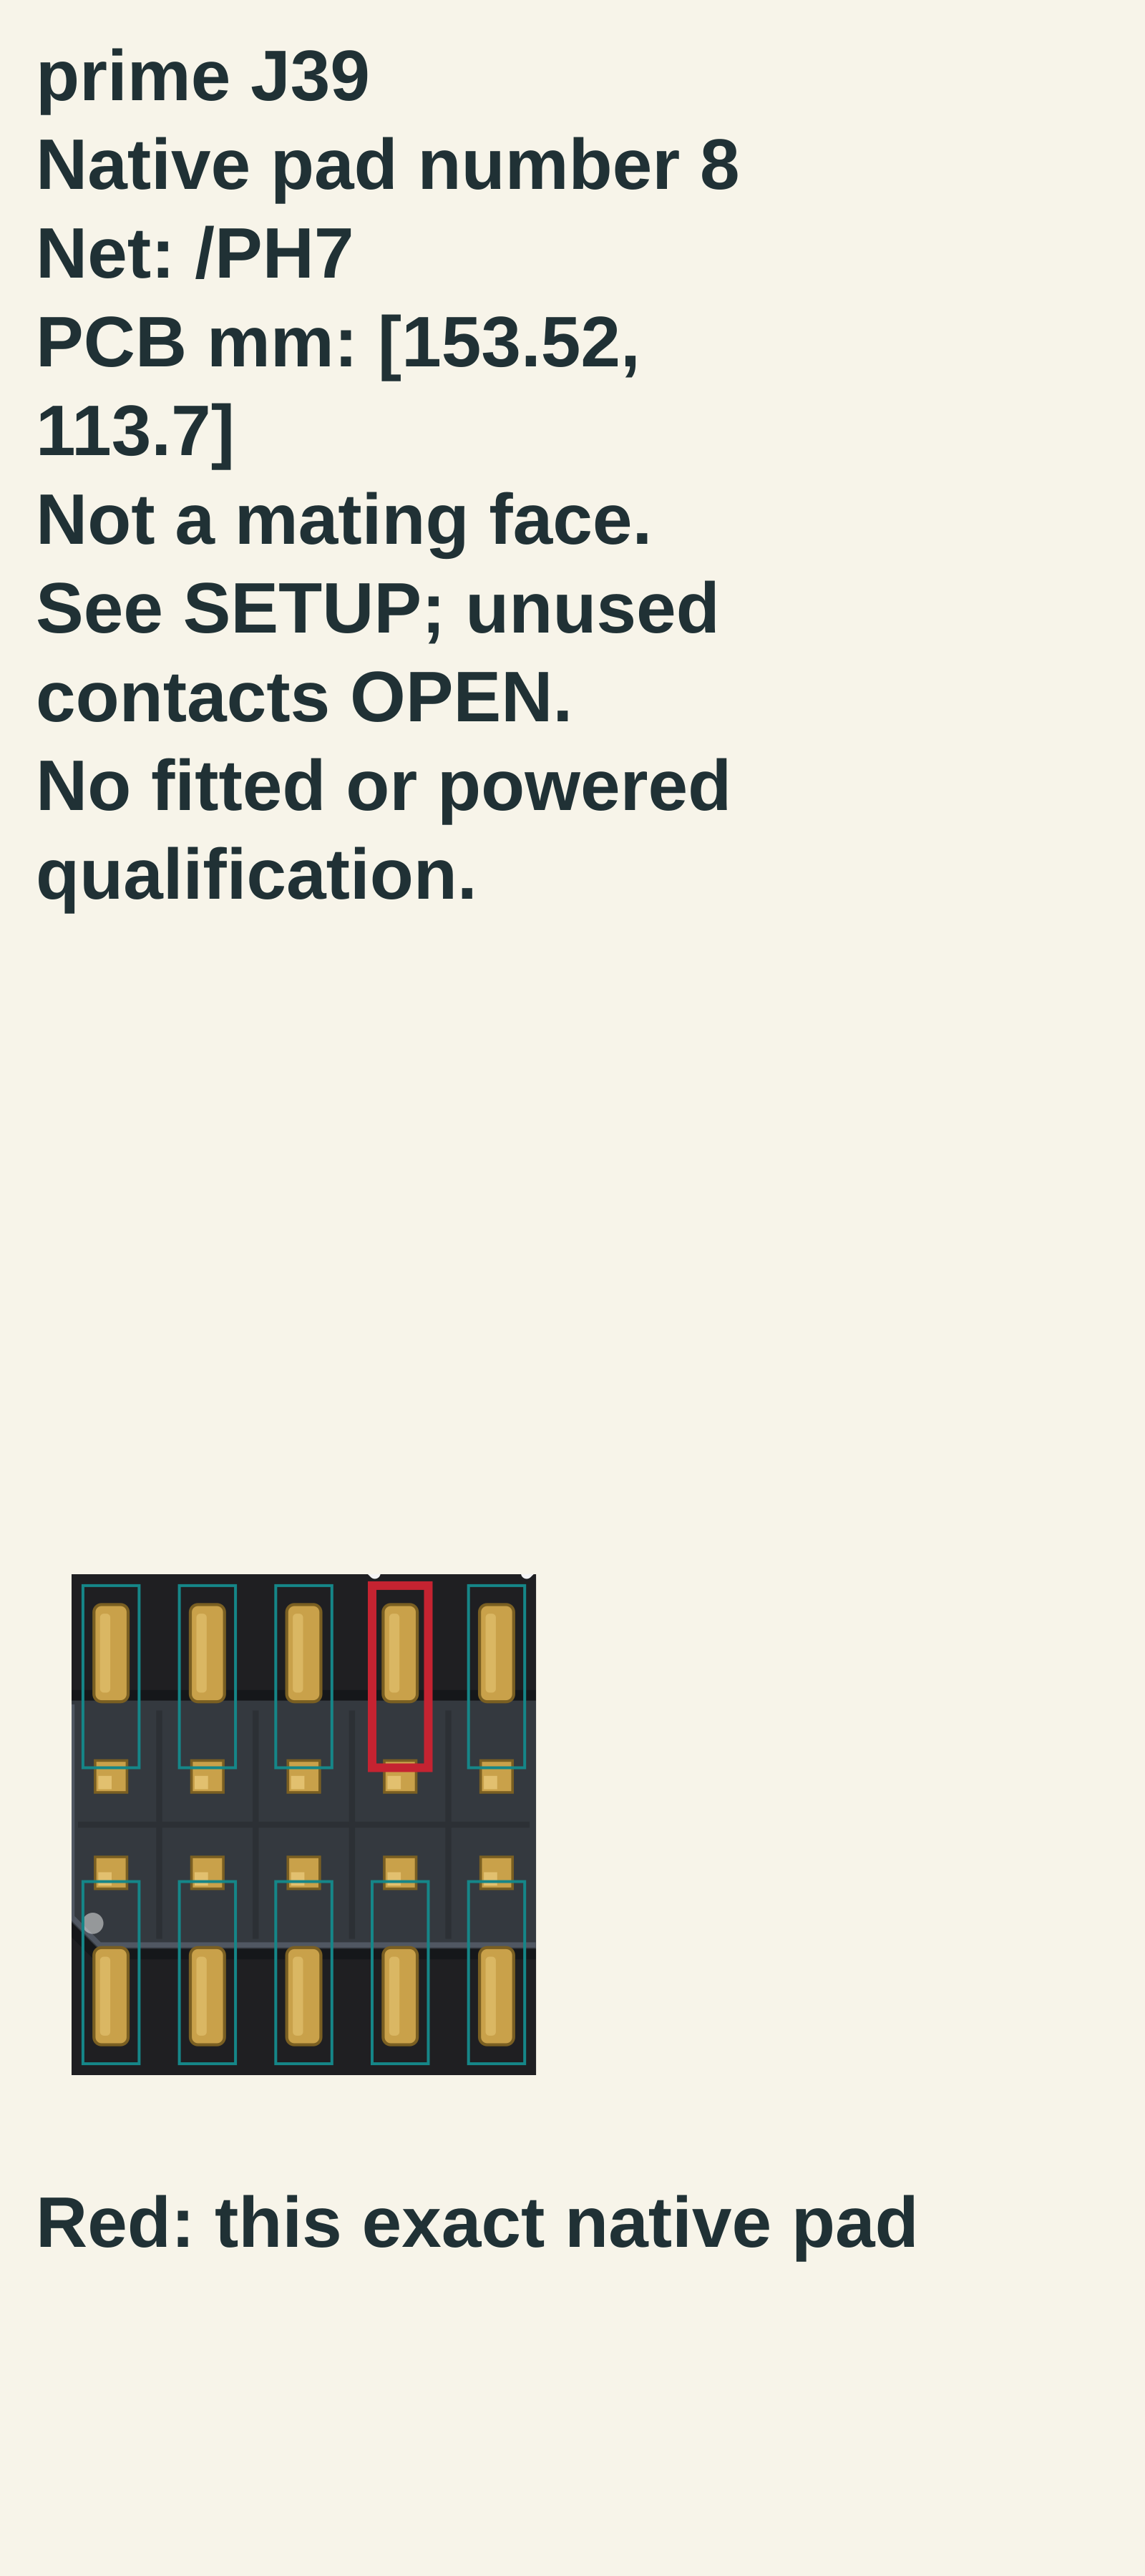 prime J39
Native pad number 8
Net: /PH7
PCB mm: [153.52,
113.7]
Not a mating face.
See SETUP; unused
contacts OPEN.
No fitted or powered
qualification.
Red: this exact native pad